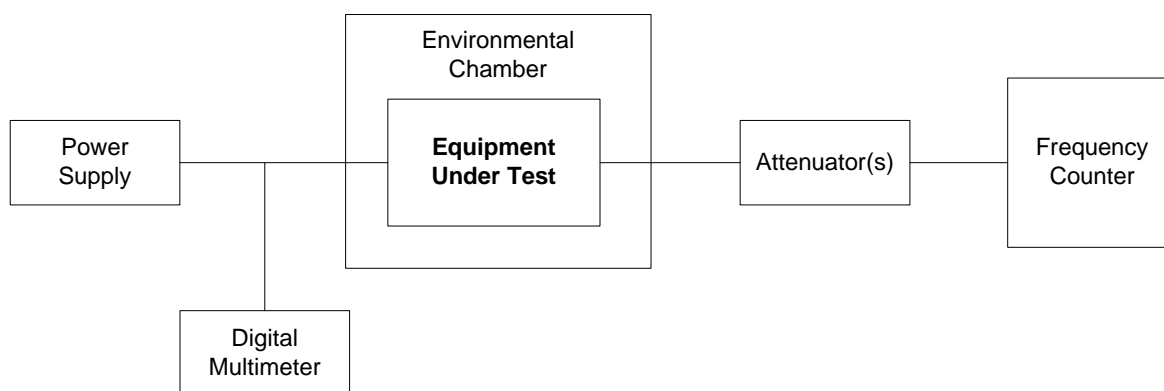 Environmental
Chamber
Power
Supply
Equipment
Under Test
Attenuator(s)
Frequency
Counter
Digital
Multimeter